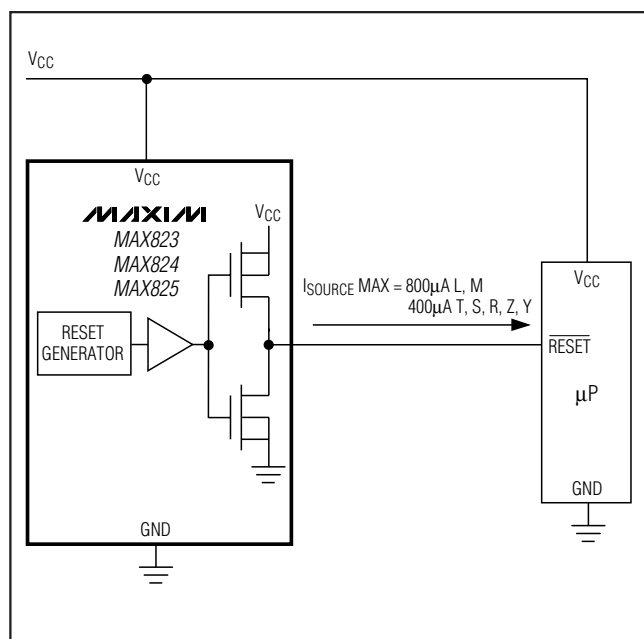 VCC
VCC
MAXIM
MAX823
MAX824
MAX825
VCC
RESET
GENERATOR
ISOURCE MAX = 800µA L, M
400µA T, S, R, Z, Y
VCC
RESET
µP
GND
GND